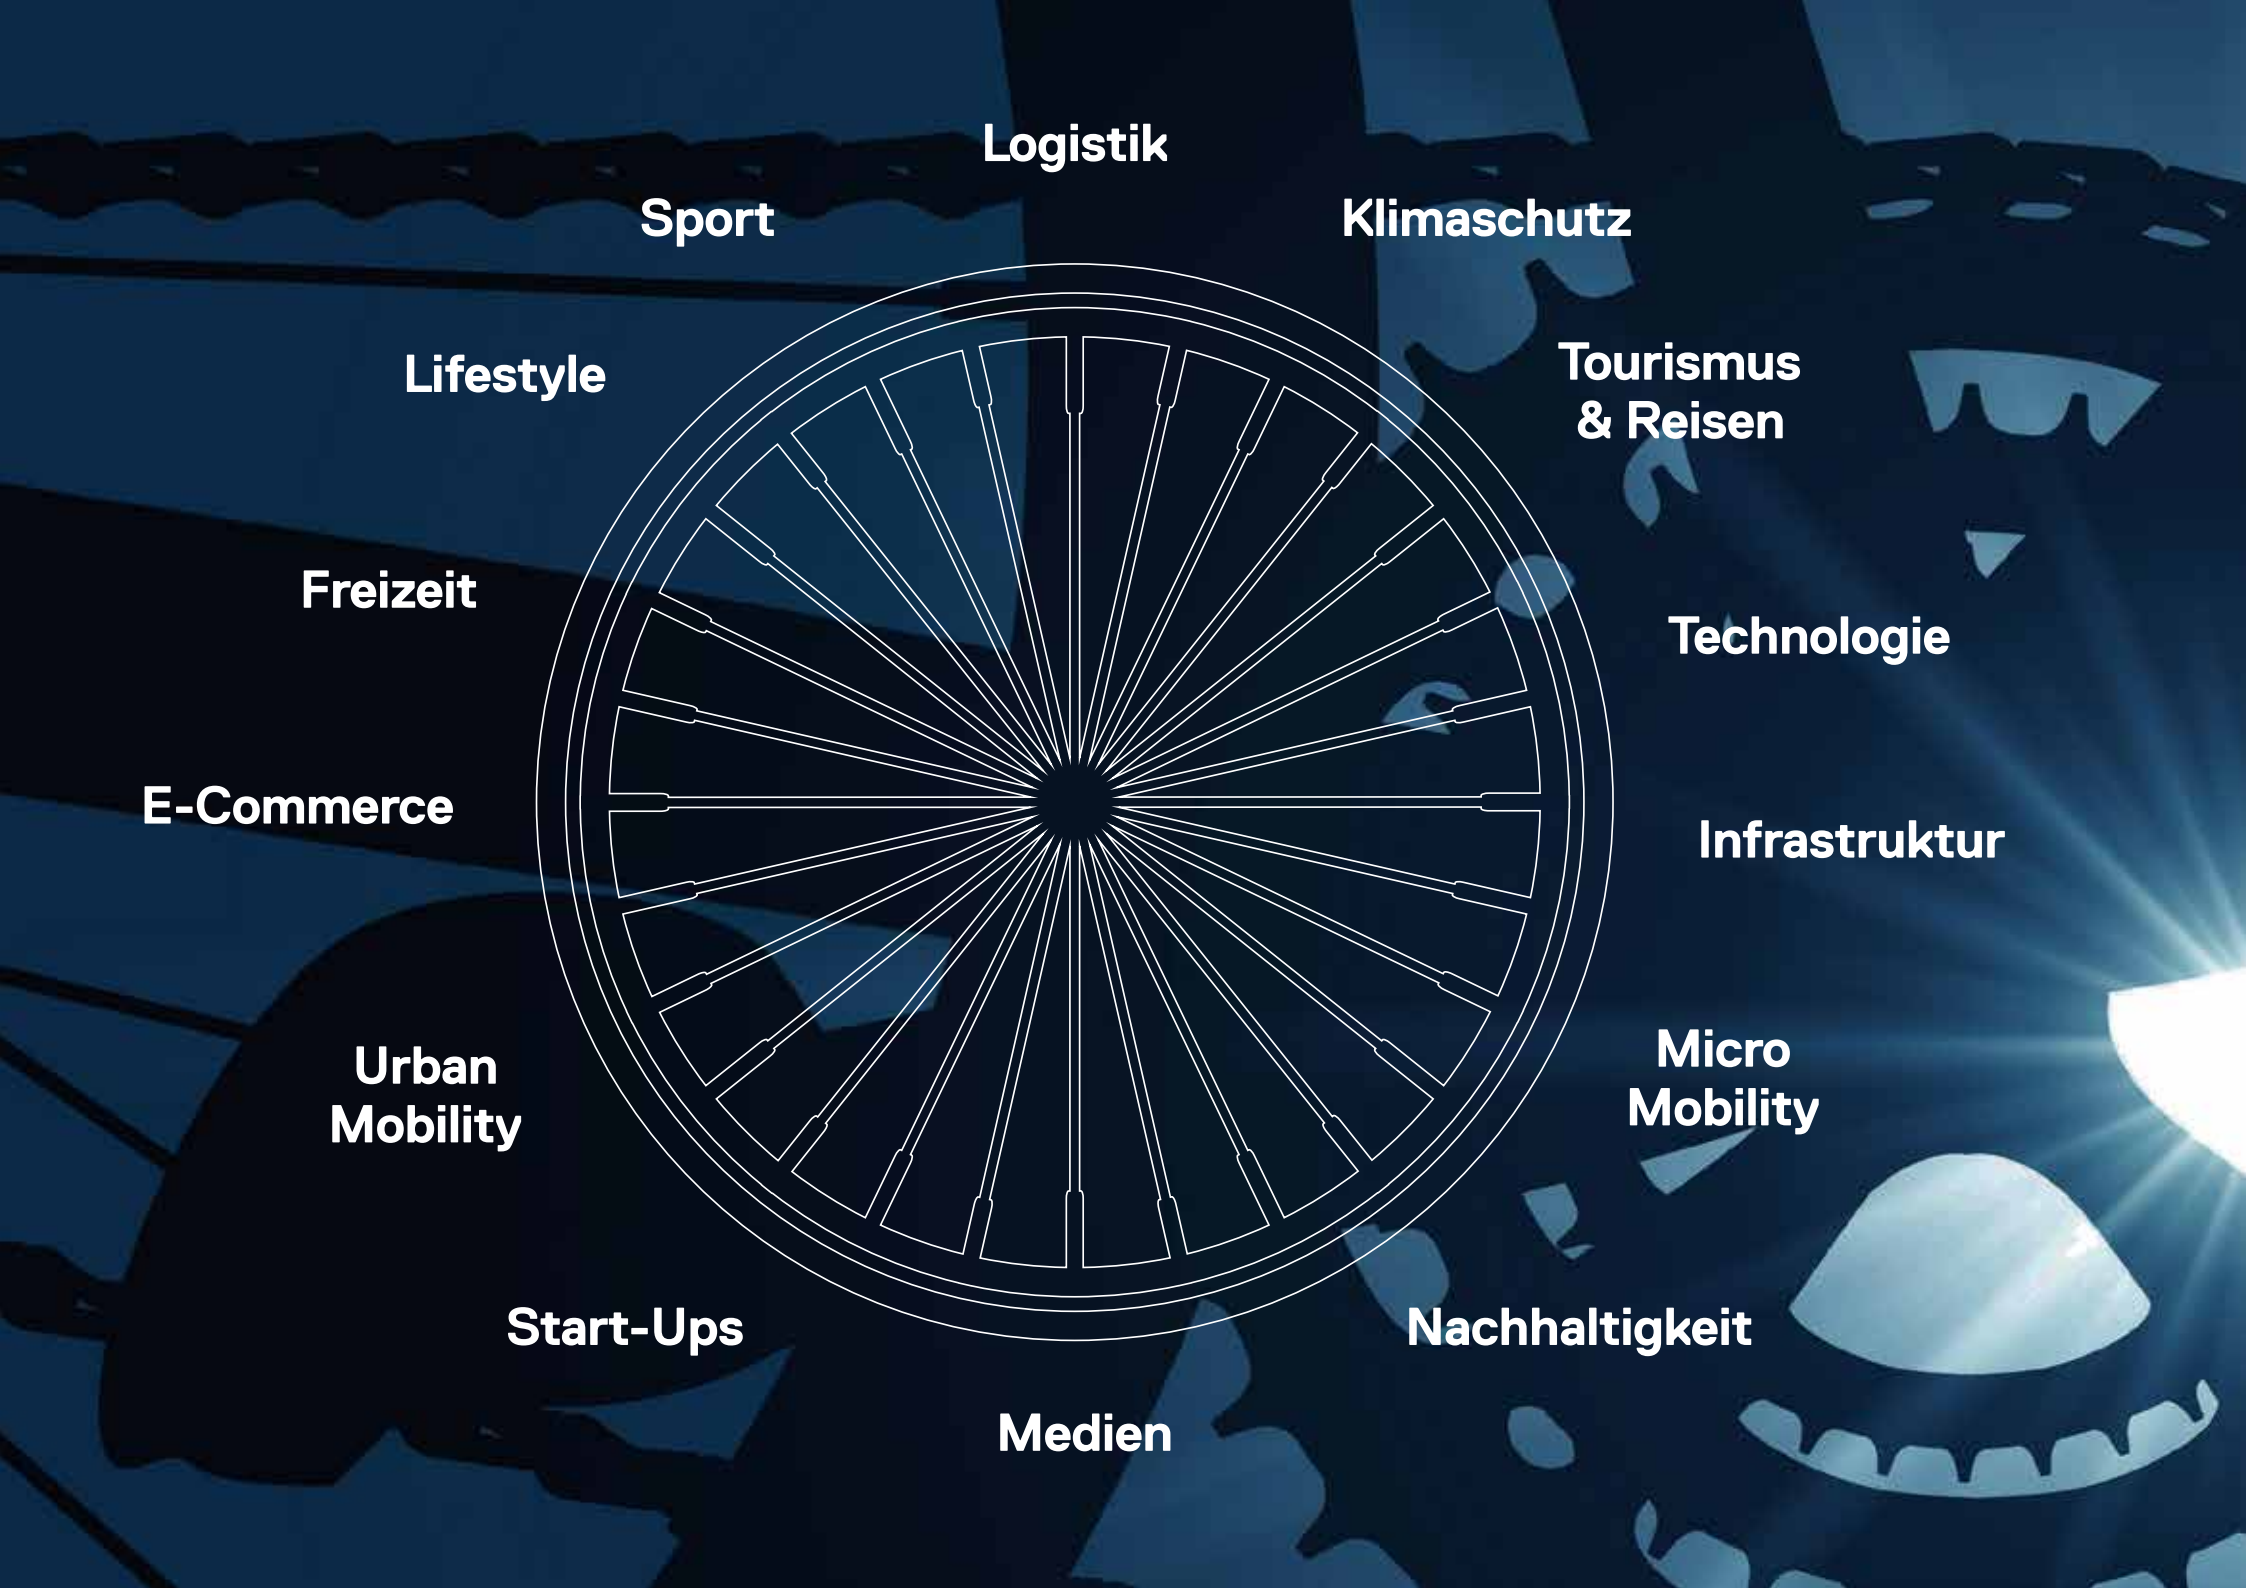 Logistik
Sport
Klimaschutz
Lifestyle
Tourismus
& Reisen
Freizeit
Technologie
E-Commerce
Infrastruktur
Urban
Mobility
Micro
Mobility
Start-Ups
Nachhaltigkeit
Medien